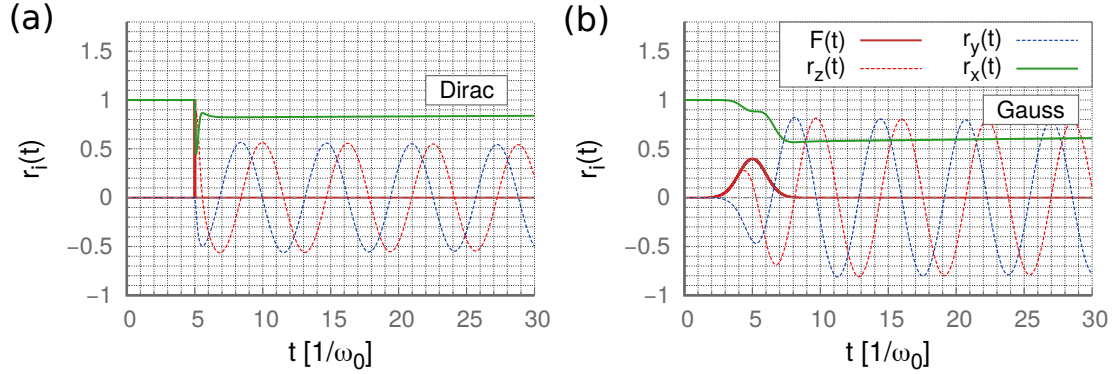 (a)
1.5
1
0.5
0
−0.5
−1
r_i(t)
Dirac
0 5 10 15 20 25 30
t [1/ω_0]
(b)
1.5
1
0.5
0
−0.5
−1
r_i(t)
F(t) r_y(t)
r_z(t) r_x(t)
Gauss
0 5 10 15 20 25 30
t [1/ω_0]